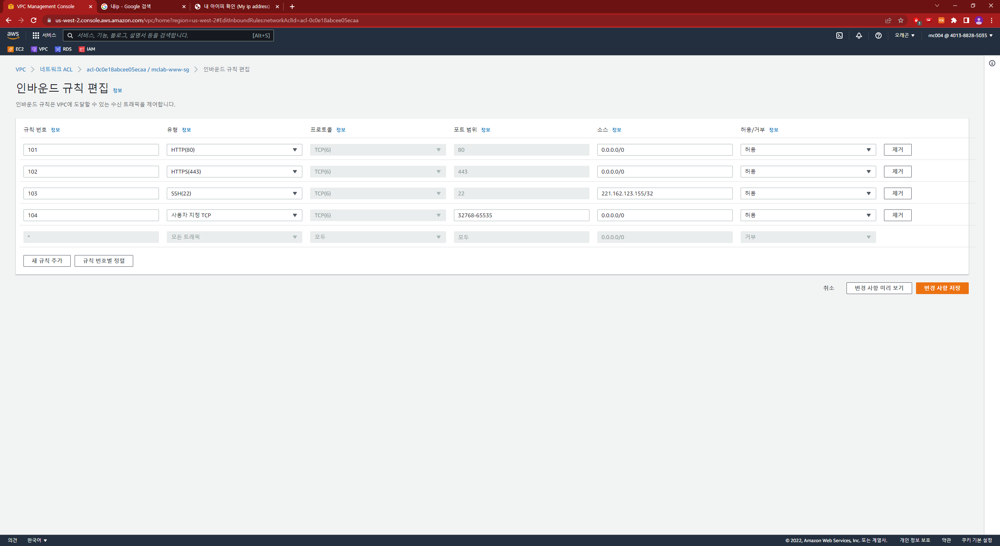 VPC Management Console
내ip - Google 검색
내 아이피 확인 (My ip address)
us-west-2.console.aws.amazon.com/vpc/home?region=us-west-2#EditInboundRules:networkAclId=acl-0c0e18abcee05ecaa
EX
1
aws 서비스 서비스, 기능, 블로그, 설명서 등을 검색합니다. [Alt+S] 오레곤 mc004 @ 4013-8828-5035
EC2 VPC RDS IAM
VPC 네트워크 ACL acl-0c0e18abcee05ecaa / mclab-www-sg 인바운드 규칙 편집
인바운드 규칙 편집 정보
인바운드 규칙은 VPC에 도달할 수 있는 수신 트래픽을 제어합니다.
규칙 번호 정보 유형 정보 프로토콜 정보 포트 범위 정보 소스 정보 허용/거부 정보
101 HTTP(80) TCP(6) 80 0.0.0.0/0 허용 제거
102 HTTPS(443) TCP(6) 443 0.0.0.0/0 허용 제거
103 SSH(22) TCP(6) 22 221.162.123.155/32 허용 제거
104 사용자 지정 TCP TCP(6) 32768-65535 0.0.0.0/0 허용 제거
* 모든 트래픽 모두 모두 0.0.0.0/0 거부
새 규칙 추가 규칙 번호별 정렬
취소 변경 사항 미리 보기 변경 사항 저장
의견 한국어 © 2022, Amazon Web Services, Inc. 또는 계열사. 개인 정보 보호 약관 쿠키 기본 설정